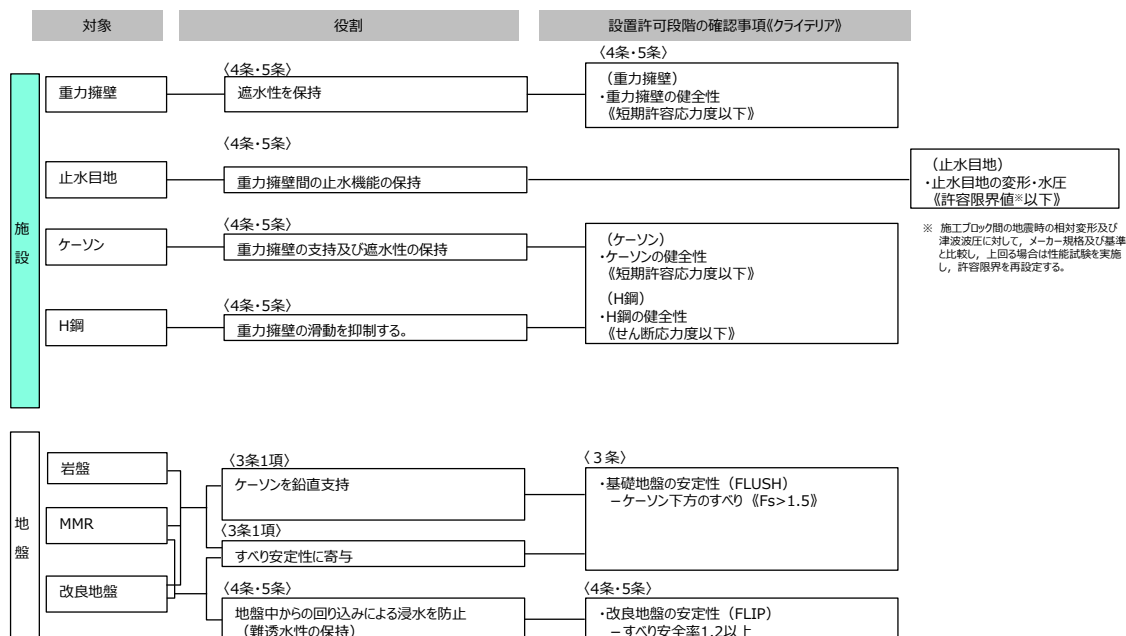 対象
役割
設置許可段階の確認事項《クライテリア》
施設
重力擁壁
〈4条・5条〉
遮水性を保持
〈4条・5条〉
（重力擁壁）
・重力擁壁の健全性
《短期許容応力度以下》
止水目地
〈4条・5条〉
重力擁壁間の止水機能の保持
（止水目地）
・止水目地の変形・水圧
《許容限界値※以下》
※ 施工ブロック間の地震時の相対変形及び
津波波圧に対して，メーカー規格及び基準
と比較し，上回る場合は性能試験を実施
し，許容限界を再設定する。
ケーソン
〈4条・5条〉
重力擁壁の支持及び遮水性の保持
（ケーソン）
・ケーソンの健全性
《短期許容応力度以下》
H鋼
〈4条・5条〉
重力擁壁の滑動を抑制する。
（H鋼）
・H鋼の健全性
《せん断応力度以下》
地盤
岩盤
MMR
改良地盤
〈3条1項〉
ケーソンを鉛直支持
〈3条1項〉
すべり安定性に寄与
〈３条〉
・基礎地盤の安定性（FLUSH）
－ケーソン下方のすべり《Fs>1.5》
〈4条・5条〉
地盤中からの回り込みによる浸水を防止
（難透水性の保持）
〈4条・5条〉
・改良地盤の安定性（FLIP）
－すべり安全率1.2以上